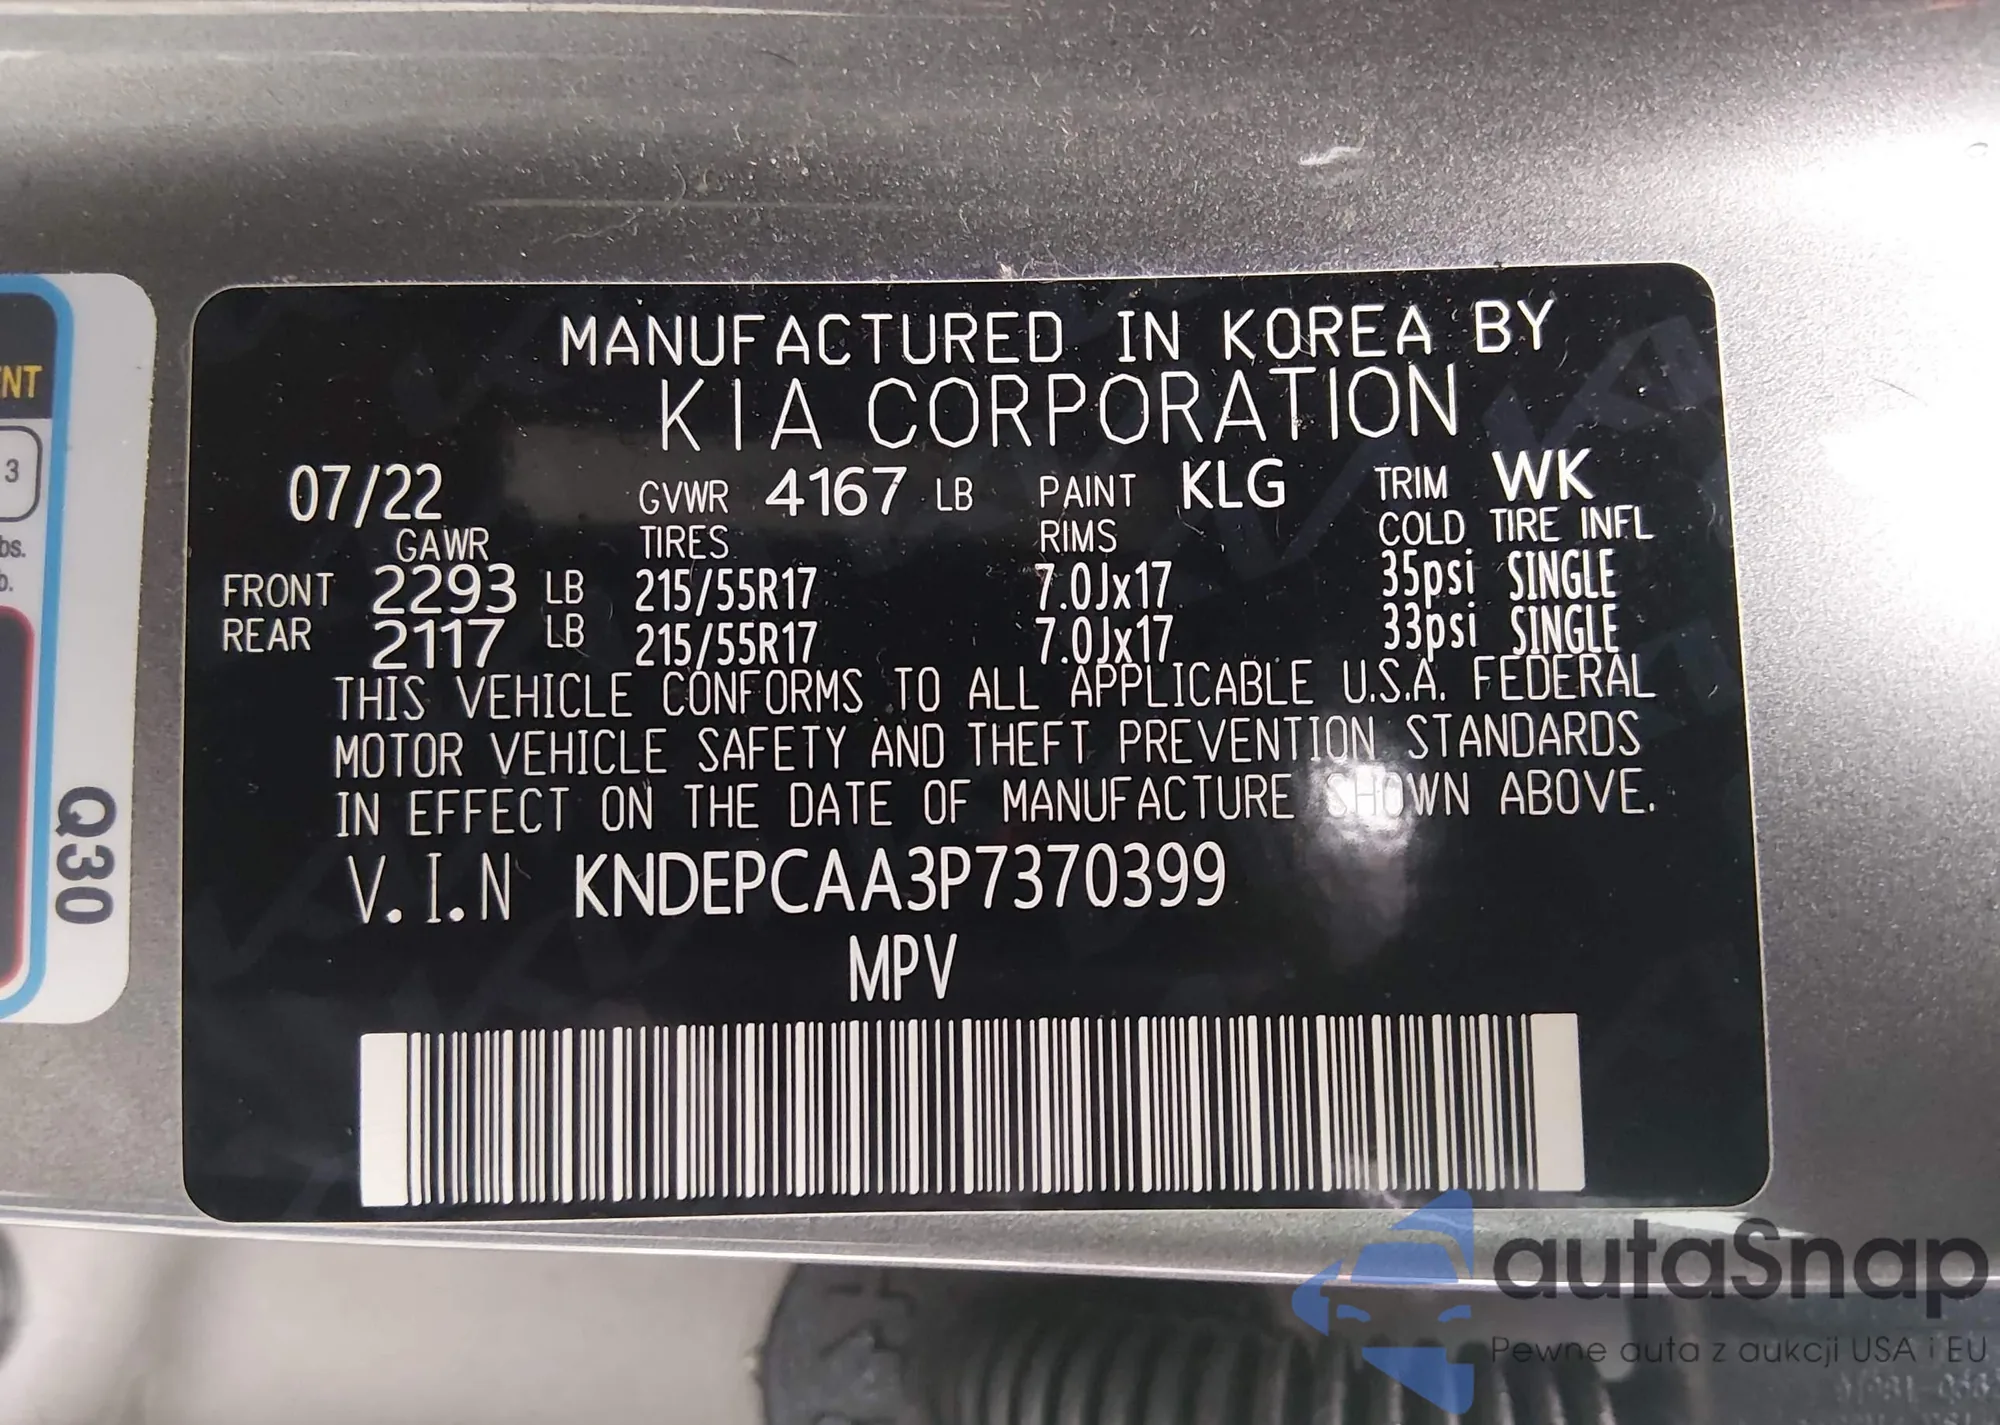 MANUFACTURED IN KOREA BY
KIA CORPORATION
07/22 GVWR 4167 LB PAINT KLG TRIM WK
GAWR TIRES RIMS COLD TIRE INFL
FRONT 2293 LB 215/55R17 7.0Jx17 35psi SINGLE
REAR 2117 LB 215/55R17 7.0Jx17 33psi SINGLE
THIS VEHICLE CONFORMS TO ALL APPLICABLE U.S.A. FEDERAL
MOTOR VEHICLE SAFETY AND THEFT PREVENTION STANDARDS
IN EFFECT ON THE DATE OF MANUFACTURE SHOWN ABOVE.
V.I.N KNDEPCAA3P7370399
MPV
NT
3
bs.
b.
Q30
autaSnap
Pewne auta z aukcji USA i EU